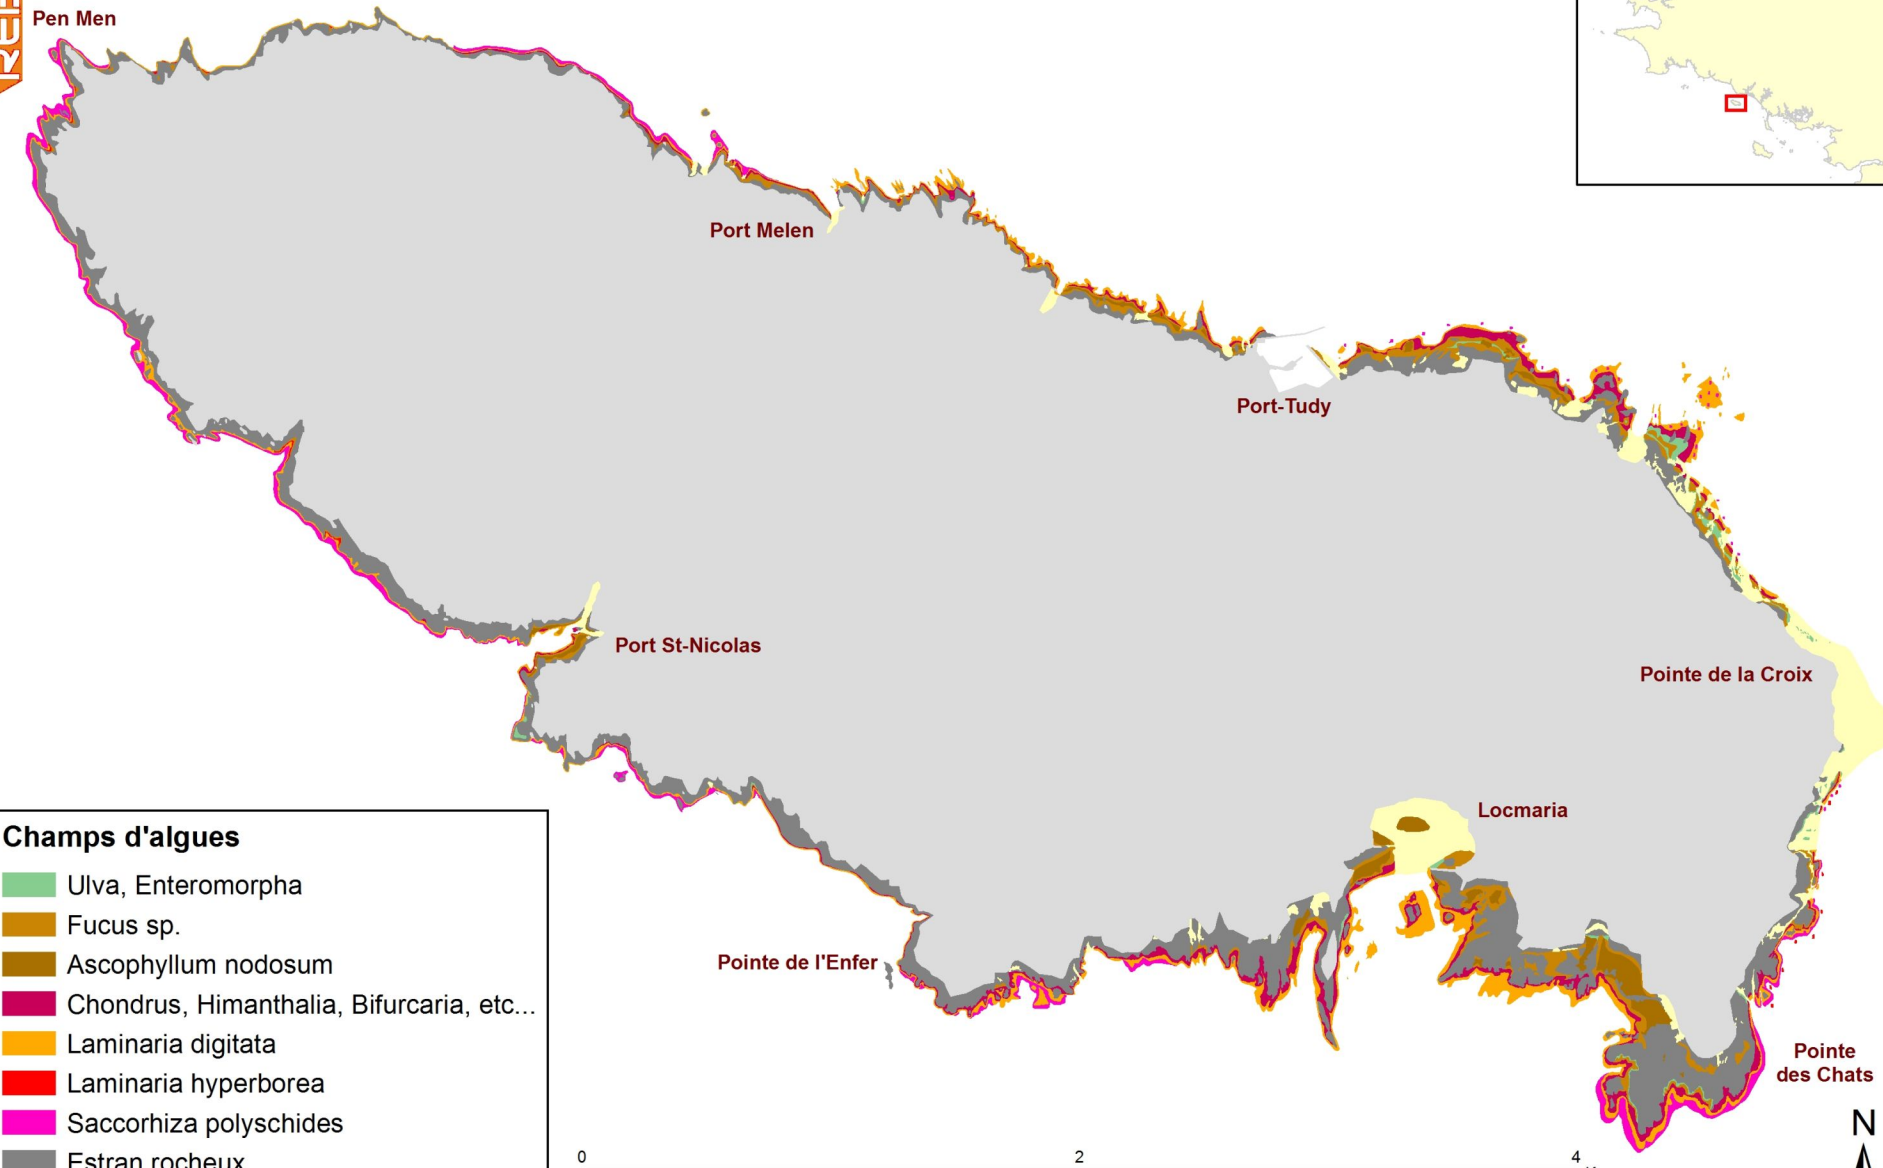 Pen Men
Port Melen
Port-Tudy
Port St-Nicolas
Pointe de la Croix
Locmaria
Pointe de l'Enfer
Pointe
des Chats
Champs d'algues
Ulva, Enteromorpha
Fucus sp.
Ascophyllum nodosum
Chondrus, Himanthalia, Bifurcaria, etc...
Laminaria digitata
Laminaria hyperborea
Saccorhiza polyschides
Estran rocheux
0 2 4
N